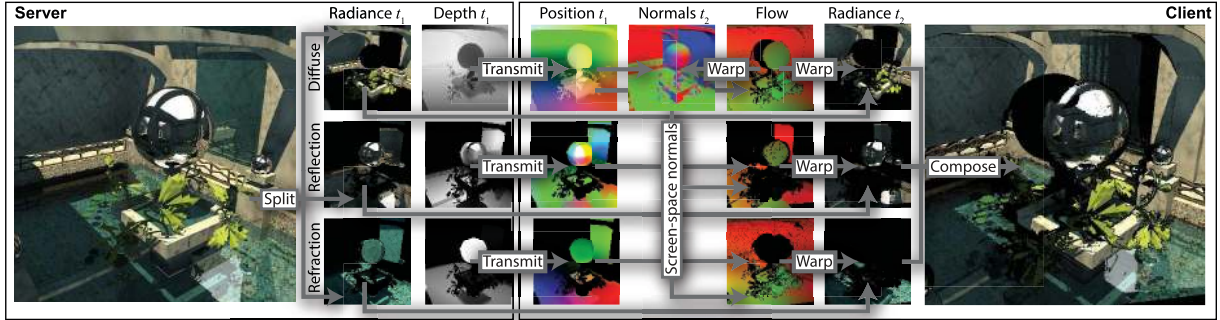 Server
Radiance t1
Depth t1
Position t1
Normals t2
Flow
Radiance t2
Client
Diffuse
Transmit
Warp
Warp
Reflection
Split
Transmit
Screen-space normals
Warp
Compose
Refraction
Transmit
Warp